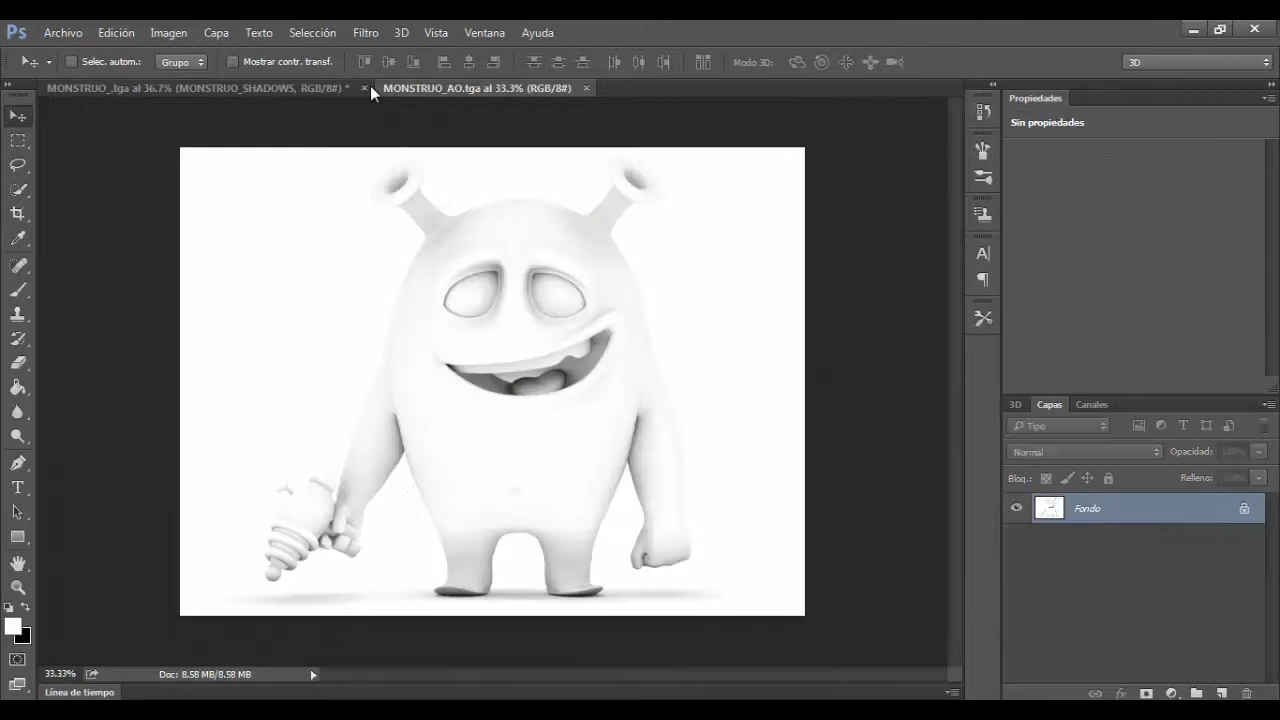 Ps Archivo Edición Imagen Capa Texto Selección Filtro 3D Vista Ventana Ayuda
Selec. autom.: Grupo Mostrar contr. transf. Modo 3D: 3D
MONSTRUO_.tga al 36.7% (MONSTRUO_SHADOWS, RGB/8#) * × MONSTRUO_AO.tga al 33.3% (RGB/8#) ×
Propiedades
Sin propiedades
3D Capas Canales
Tipo
Normal Opacidad: 100%
Bloq.: Relleno:
Fondo
33.33% Doc: 8.58 MB/8.58 MB
Línea de tiempo